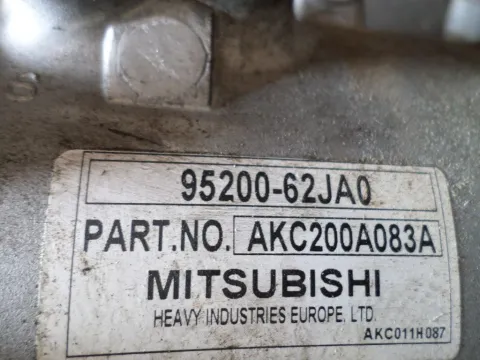 95200-62JA0
PART.NO. AKC200A083A
MITSUBISHI
HEAVY INDUSTRIES EUROPE, LTD.
AKC011H087